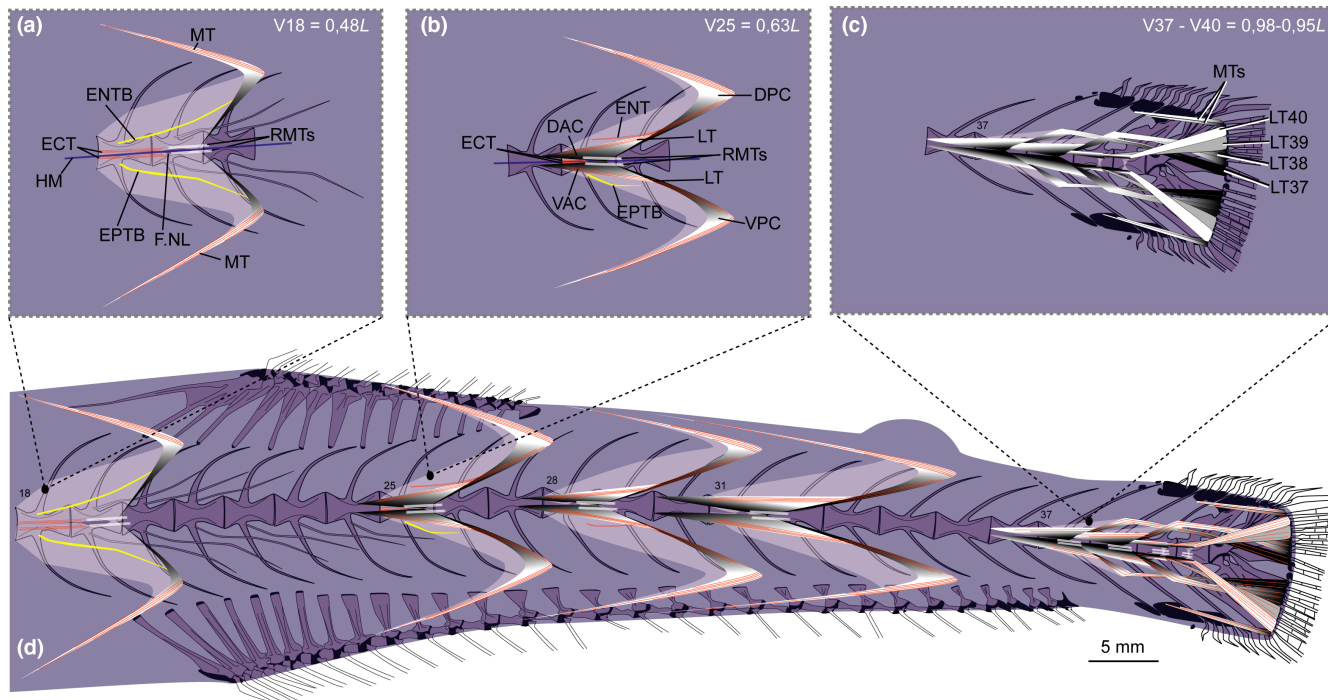 (a)
V18 = 0,48L
MT
ENTB
ECT
RMTs
HM
EPTB
F.NL
MT
(b)
V25 = 0,63L
DPC
ENT
DAC
LT
ECT
RMTs
LT
VAC
EPTB
VPC
(c)
V37 - V40 = 0,98-0,95L
MTs
LT40
37
LT39
LT38
LT37
18
25
28
31
37
(d)
5 mm